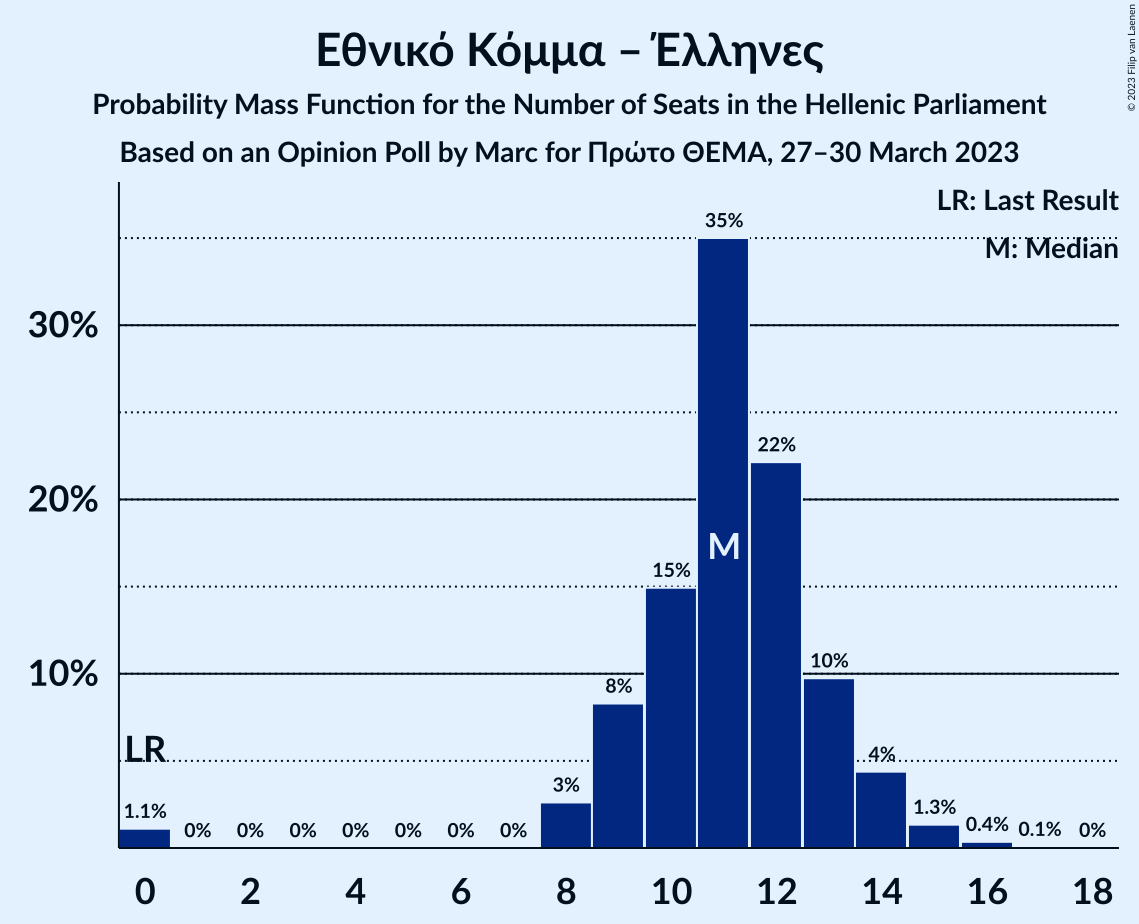 Εθνικό Κόμμα – Έλληνες
Probability Mass Function for the Number of Seats in the Hellenic Parliament
Based on an Opinion Poll by Marc for Πρώτο ΘΕΜΑ, 27–30 March 2023
© 2023 Filip van Laenen
LR: Last Result
M: Median
35%
30%
22%
20%
M
15%
10%
10%
8%
LR
4%
3%
1.1% 0% 0% 0% 0% 0% 0% 0% 1.3% 0.4% 0.1% 0%
0 2 4 6 8 10 12 14 16 18